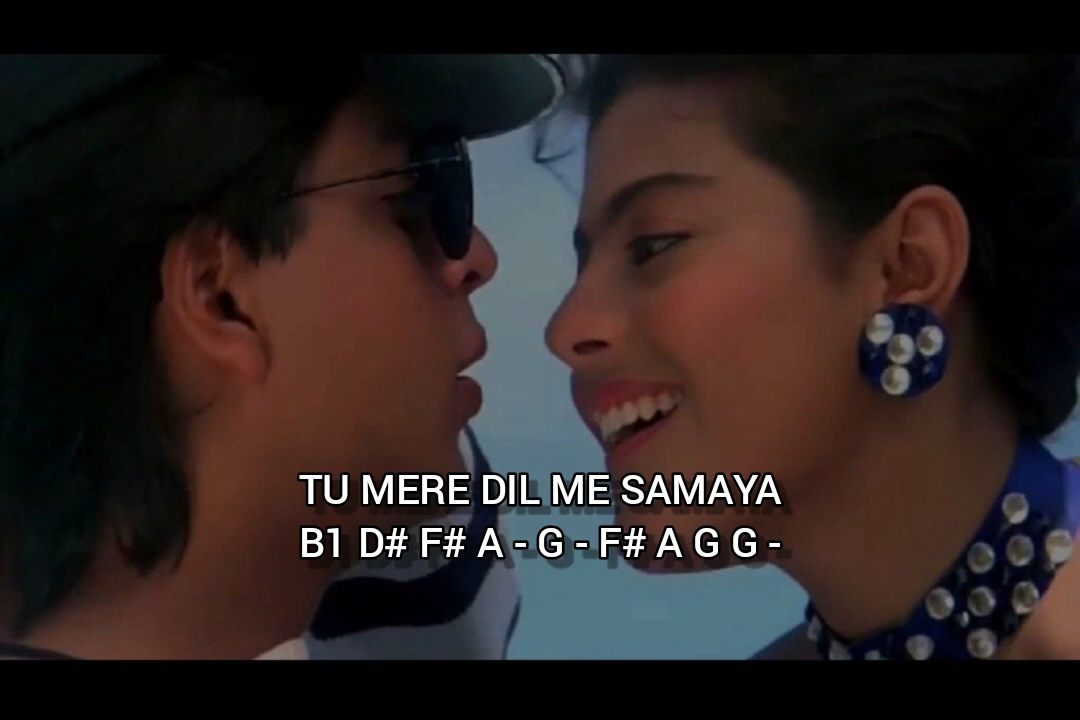 TU MERE DIL ME SAMAYA
B1 D# F# A - G - F# A G G -